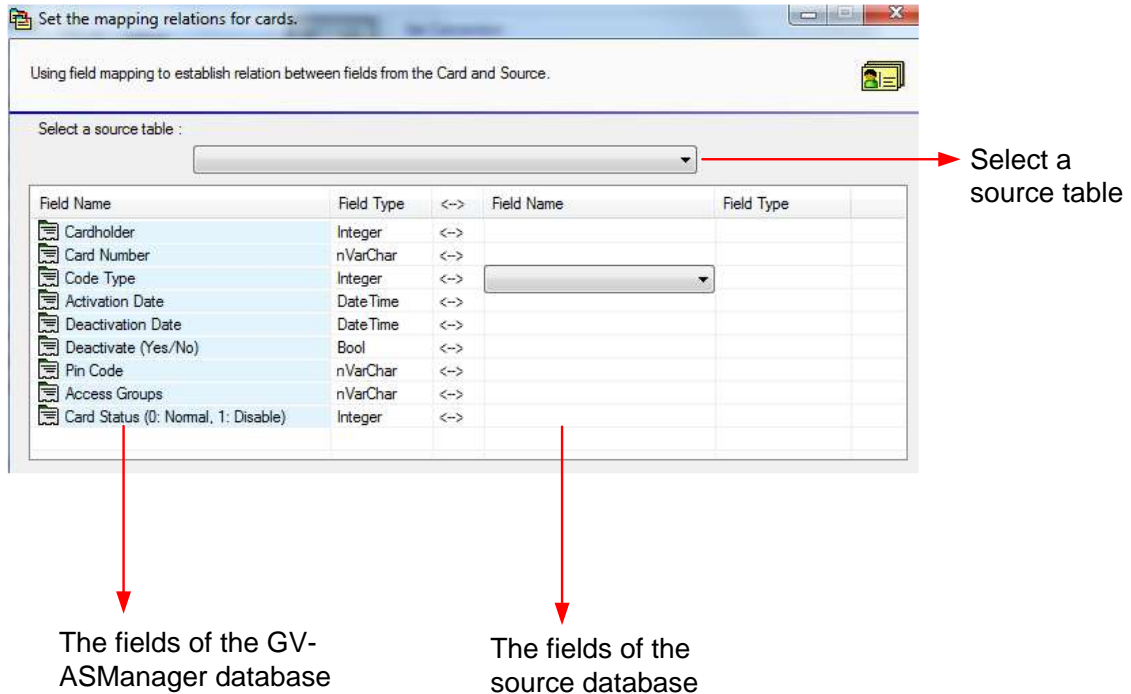 Set the mapping relations for cards.
Using field mapping to establish relation between fields from the Card and Source.
Select a source table :
Select a
source table
Field Name Field Type <--> Field Name Field Type
Cardholder Integer <-->
Card Number nVarChar <-->
Code Type Integer <-->
Activation Date DateTime <-->
Deactivation Date DateTime <-->
Deactivate (Yes/No) Bool <-->
Pin Code nVarChar <-->
Access Groups nVarChar <-->
Card Status (0: Normal, 1: Disable) Integer <-->
The fields of the GV-
ASManager database
The fields of the
source database